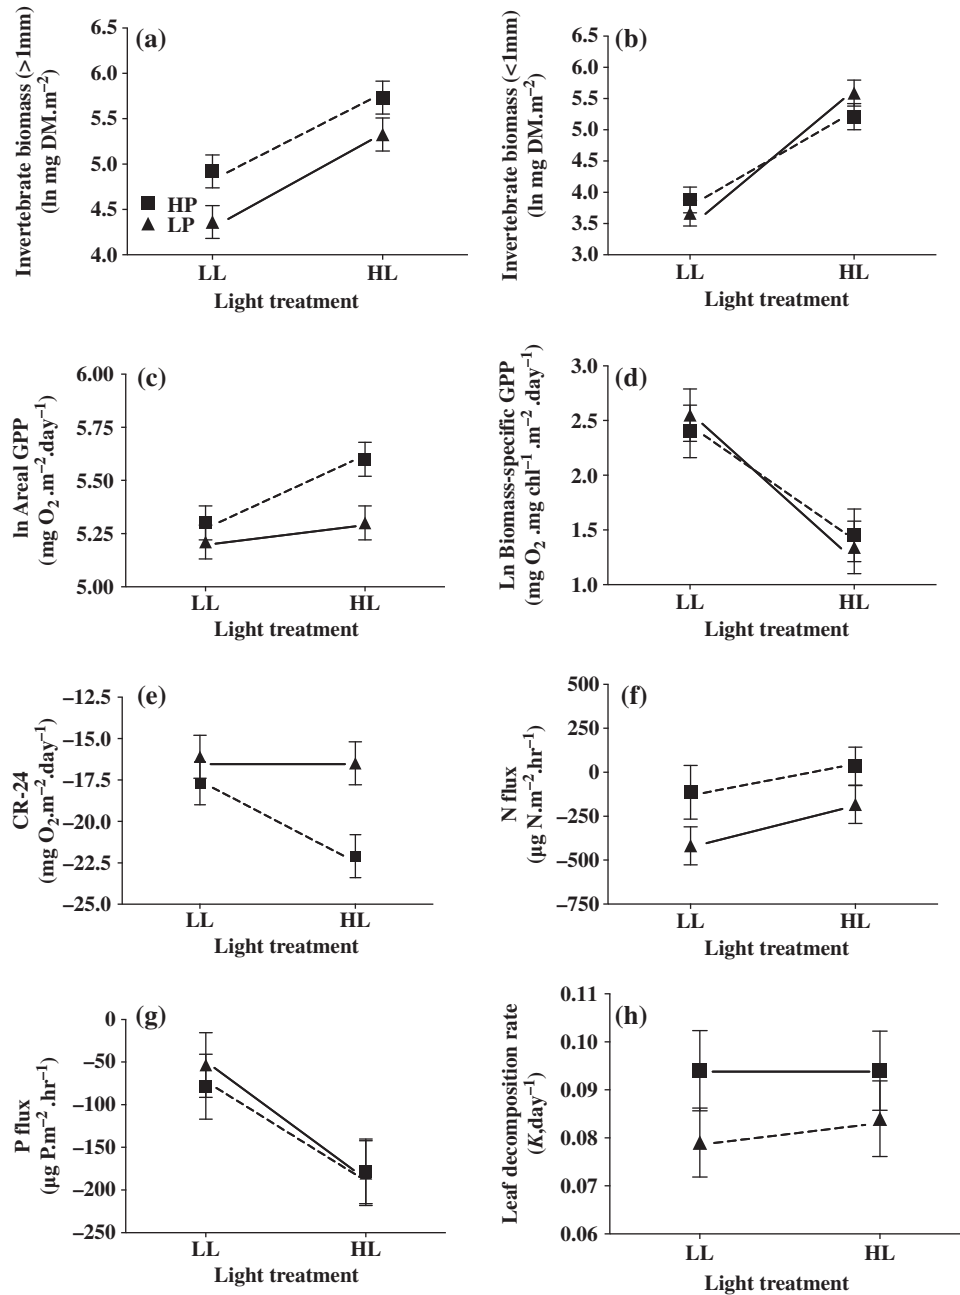 (a)
Invertebrate biomass (>1mm)
(ln mg DM.m⁻²)
6.5
6.0
5.5
5.0
4.5
4.0
HP
LP
LL
HL
Light treatment
(b)
Invertebrate biomass (<1mm)
(ln mg DM.m⁻²)
6.5
6.0
5.5
5.0
4.5
4.0
3.5
3.0
LL
HL
Light treatment
(c)
ln Areal GPP
(mg O₂ .m⁻².day⁻¹)
6.00
5.75
5.50
5.25
5.00
LL
HL
Light treatment
(d)
Ln Biomass-specific GPP
(mg O₂ .mg chl⁻¹ .m⁻² .day⁻¹)
3.0
2.5
2.0
1.5
1.0
LL
HL
Light treatment
(e)
CR-24
(mg O₂.m⁻².day⁻¹)
−12.5
−15.0
−17.5
−20.0
−22.5
−25.0
LL
HL
Light treatment
(f)
N flux
(μg N.m⁻².hr⁻¹)
500
250
0
−250
−500
−750
LL
HL
Light treatment
(g)
P flux
(μg P.m⁻².hr⁻¹)
0
−50
−100
−150
−200
−250
LL
HL
Light treatment
(h)
Leaf decomposition rate
(K,day⁻¹)
0.11
0.10
0.09
0.08
0.07
0.06
LL
HL
Light treatment